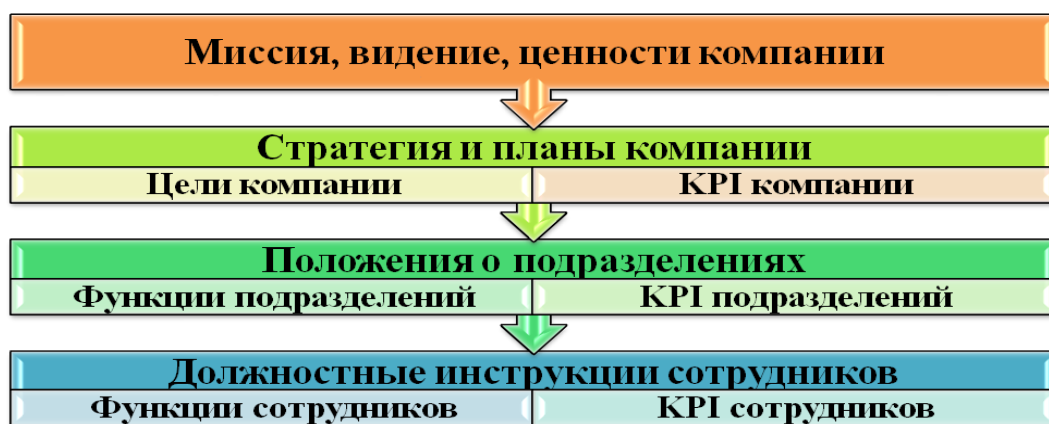 Миссия, видение, ценности компании
Стратегия и планы компании
Цели компании KPI компании
Положения о подразделениях
Функции подразделений KPI подразделений
Должностные инструкции сотрудников
Функции сотрудников KPI сотрудников